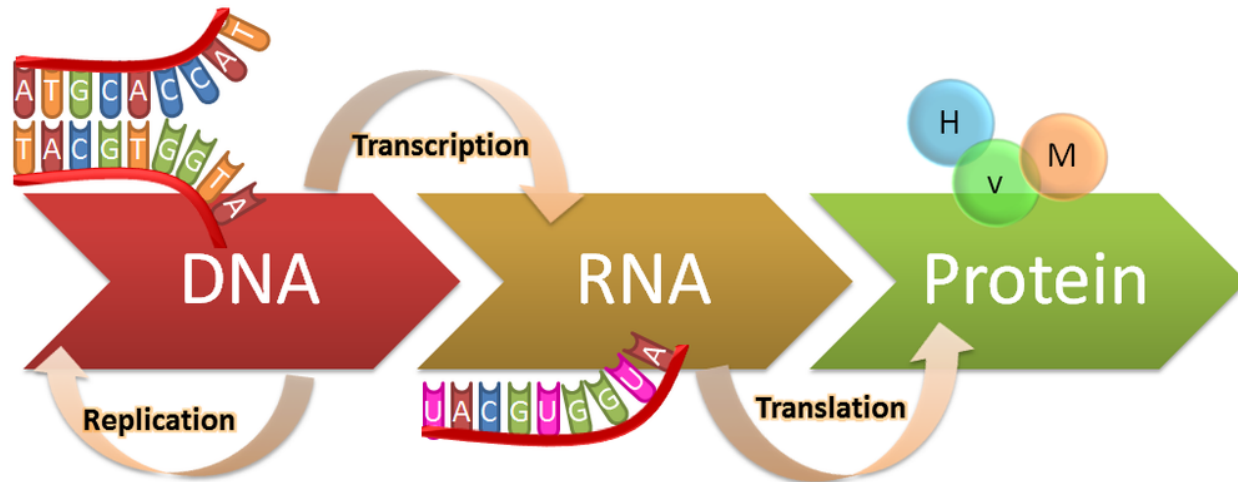 ATGCACCAT
TACGTGGTA
Transcription
H
V
M
DNA
RNA
Protein
Replication
UACGUGGUA
Translation